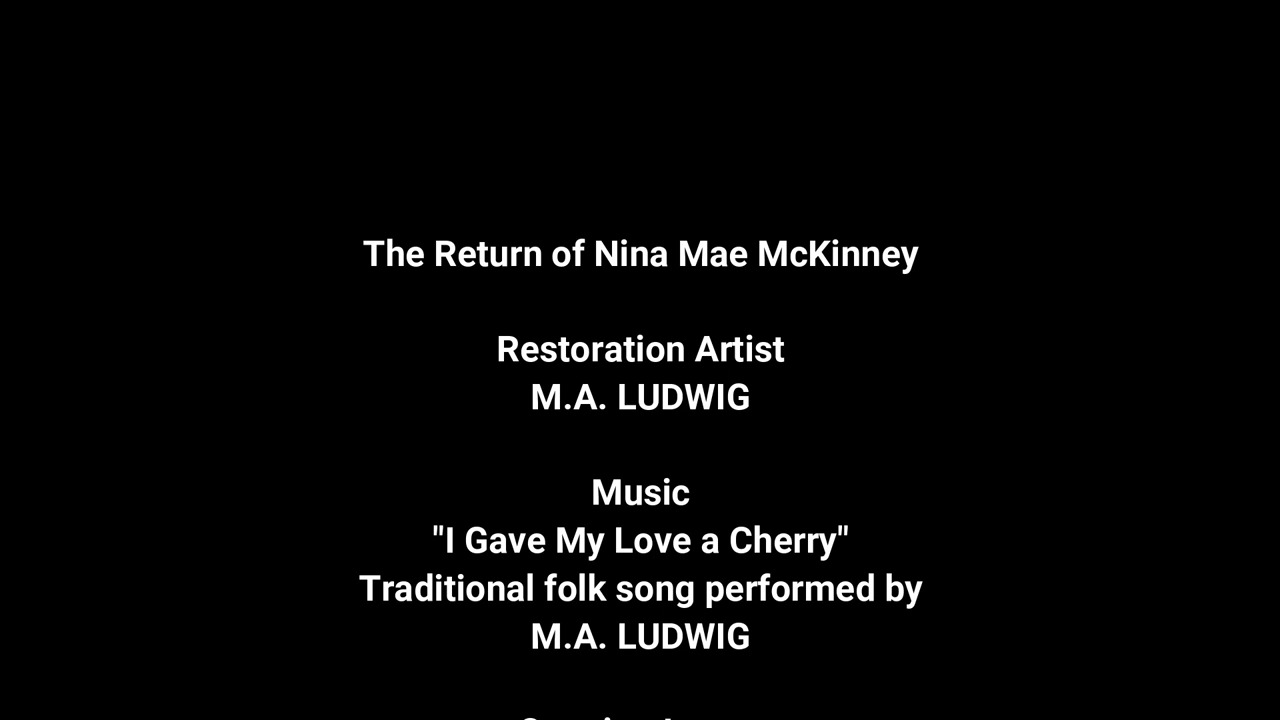 The Return of Nina Mae McKinney
Restoration Artist
M.A. LUDWIG
Music
"I Gave My Love a Cherry"
Traditional folk song performed by
M.A. LUDWIG